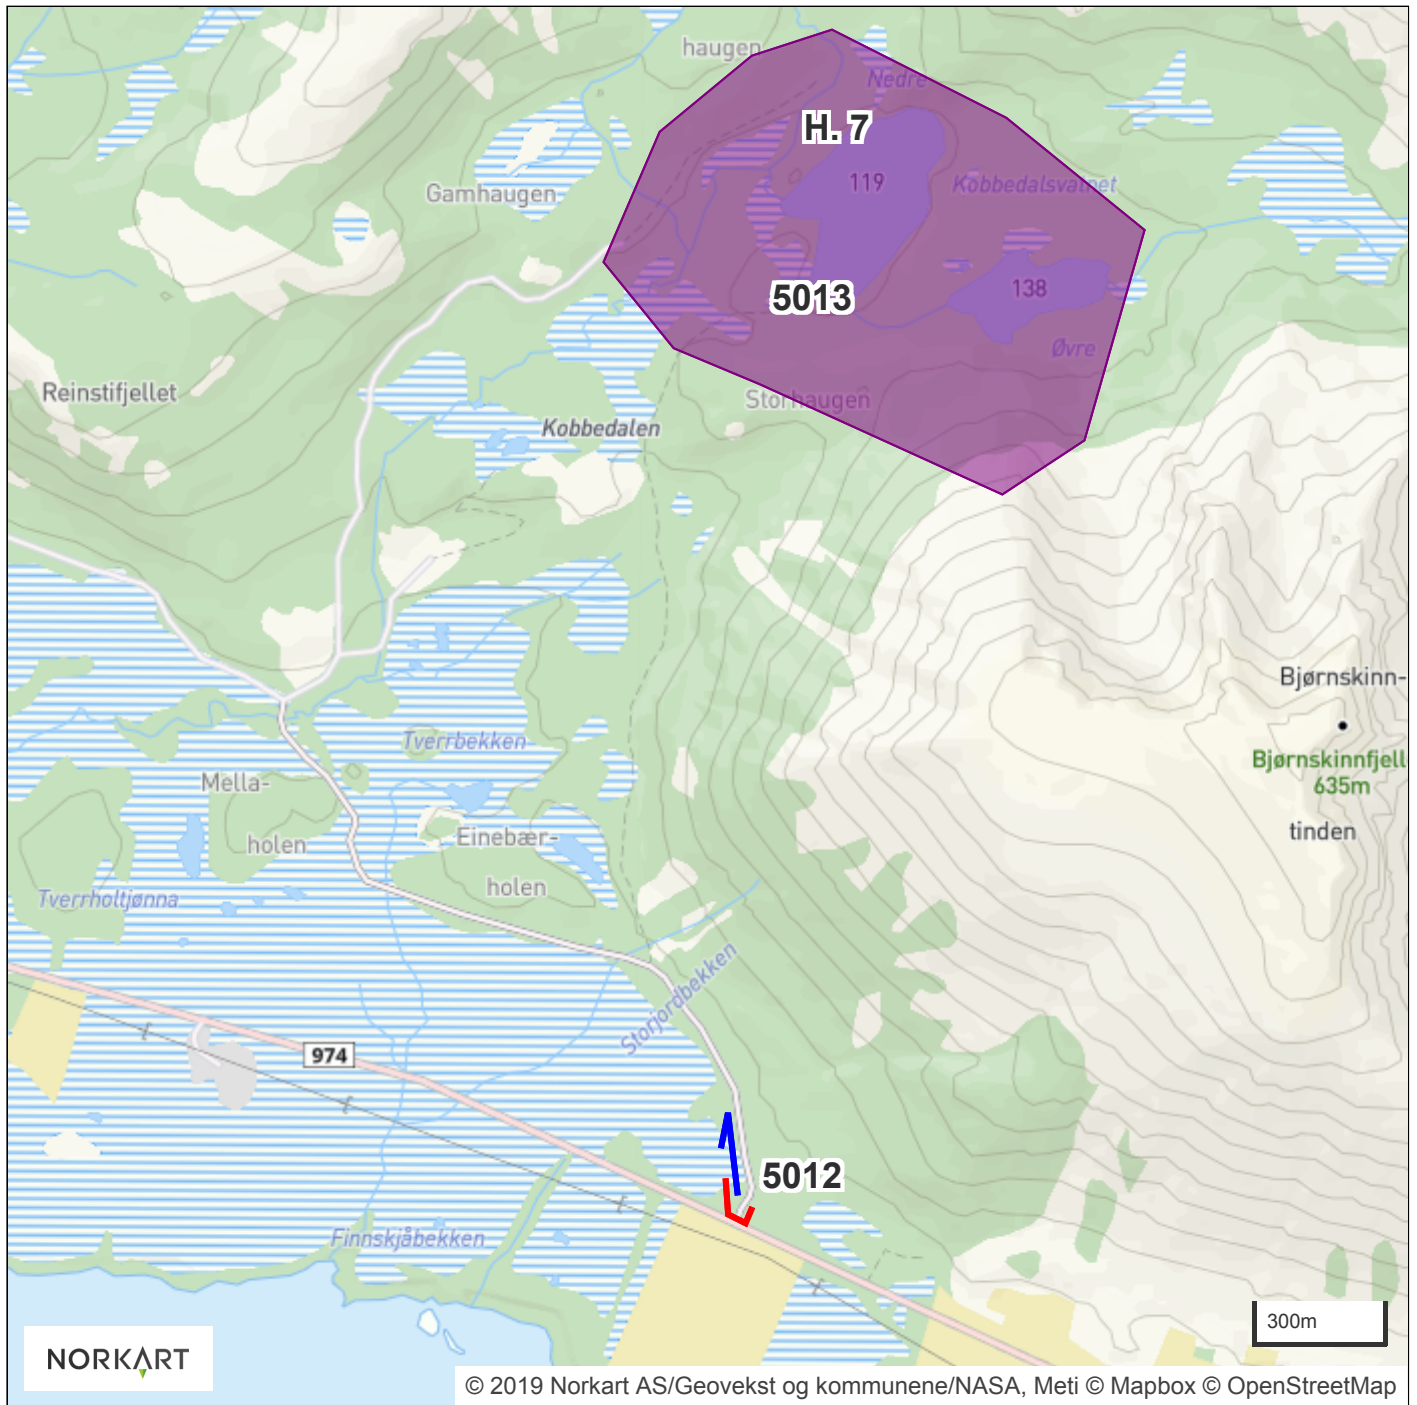 haugen
Nedre
H. 7
119
Kobbedalsvatnet
Gamhaugen
138
5013
Øvre
Reinstifjellet
Storhaugen
Kobbedalen
Bjørnskinn-
Tverrbekken
Bjørnskinnfjell
635m
Mella-
tinden
Einebær-
holen
holen
Tverrholtjønna
Storjordbekken
974
5012
Finnskjåbekken
300m
NORKART
© 2019 Norkart AS/Geovekst og kommunene/NASA, Meti © Mapbox © OpenStreetMap